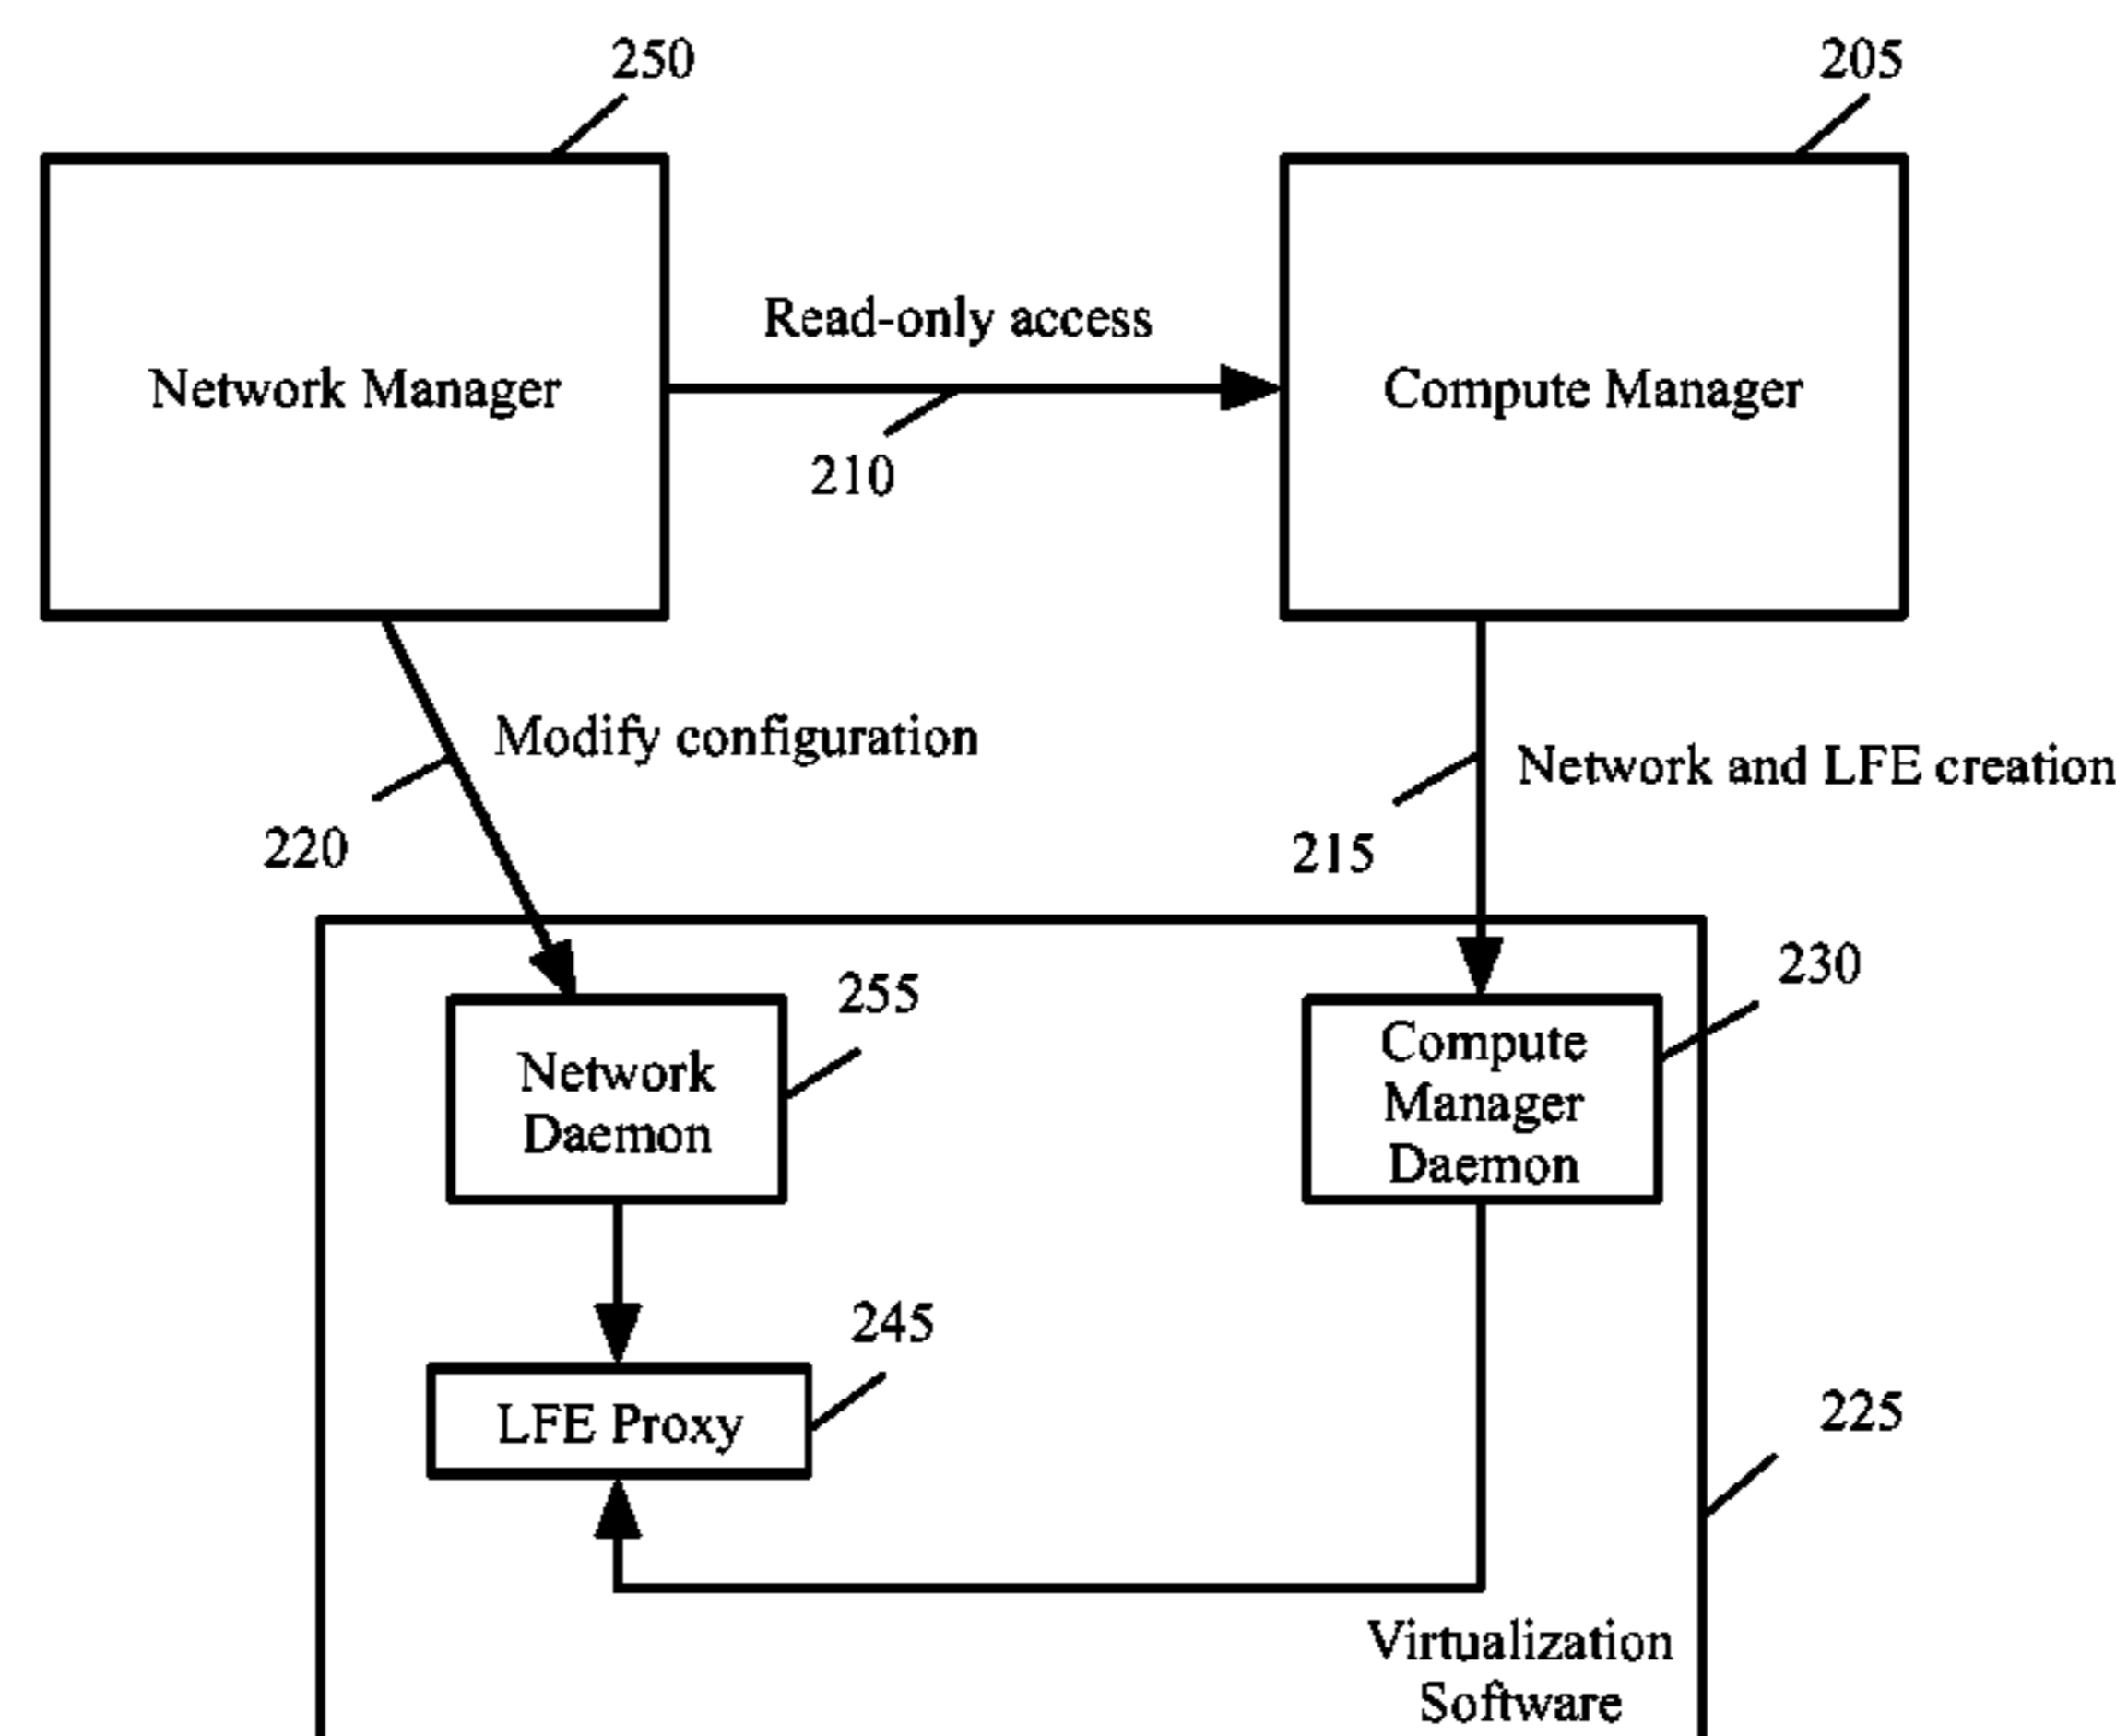 250
205
Network Manager
Read-only access
210
Compute Manager
Modify configuration
220
Network and LFE creation
215
230
255
Network
Daemon
Compute
Manager
Daemon
245
LFE Proxy
225
Virtualization
Software